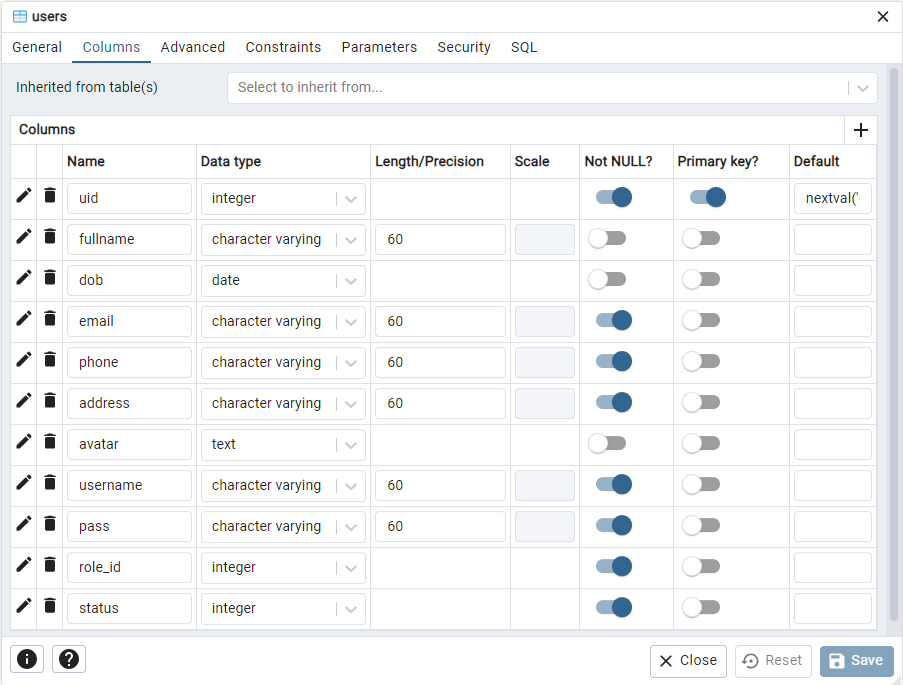 users
General Columns Advanced Constraints Parameters Security SQL
Inherited from table(s) Select to inherit from...
Columns
Name Data type Length/Precision Scale Not NULL? Primary key? Default
uid integer nextval('
fullname character varying 60
dob date
email character varying 60
phone character varying 60
address character varying 60
avatar text
username character varying 60
pass character varying 60
role_id integer
status integer
Close Reset Save